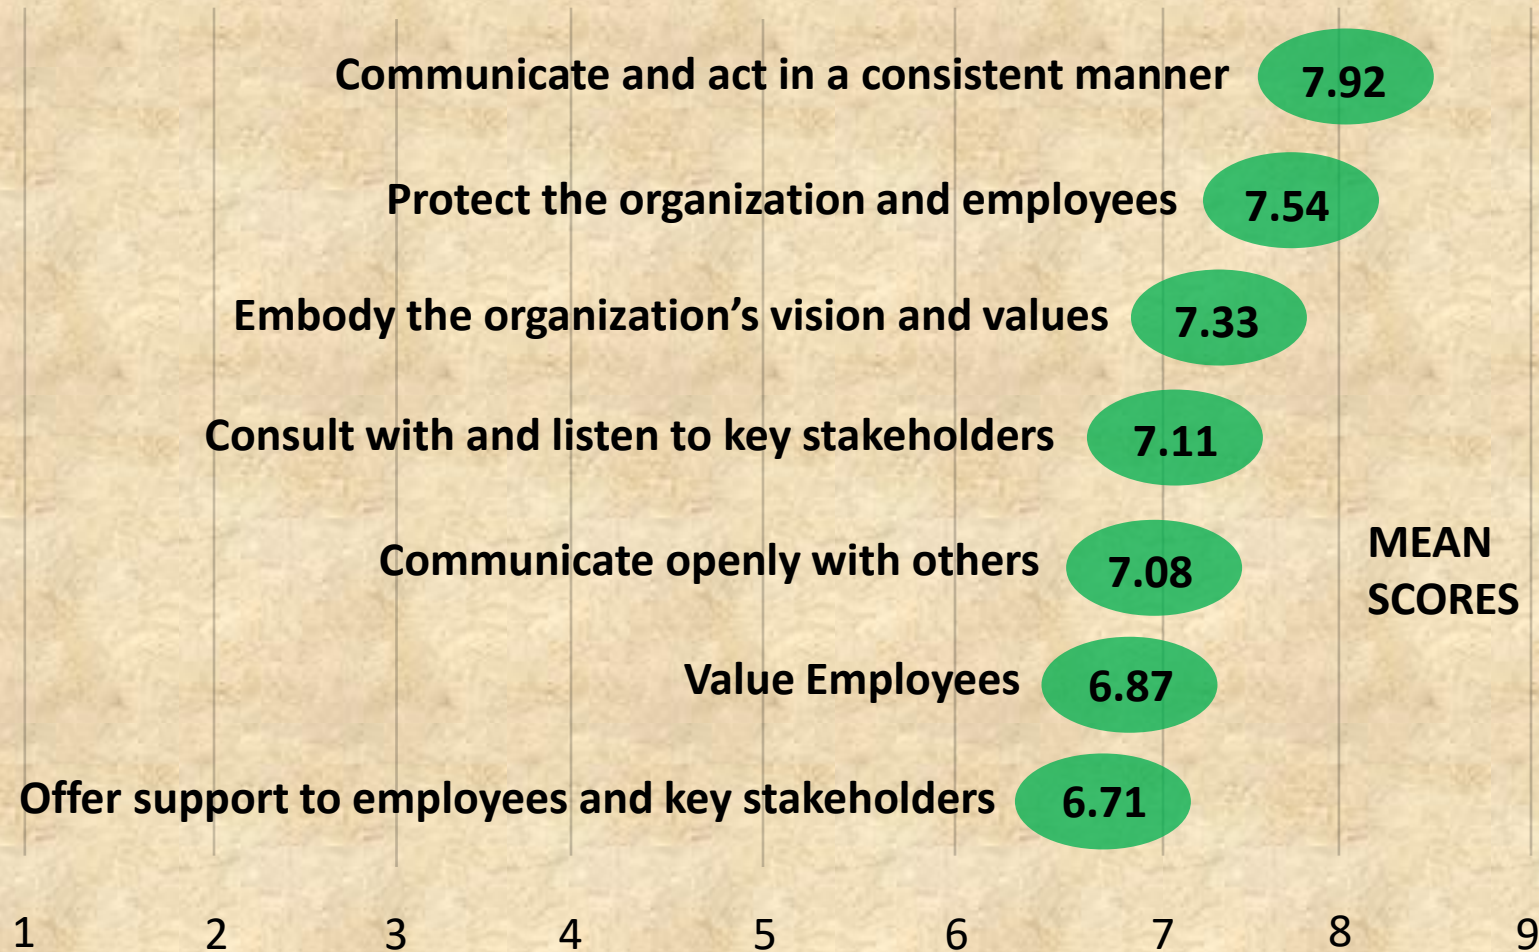 Communicate and act in a consistent manner 7.92
Protect the organization and employees 7.54
Embody the organization’s vision and values 7.33
Consult with and listen to key stakeholders 7.11
Communicate openly with others 7.08
MEAN
SCORES
Value Employees 6.87
Offer support to employees and key stakeholders 6.71
1 2 3 4 5 6 7 8 9